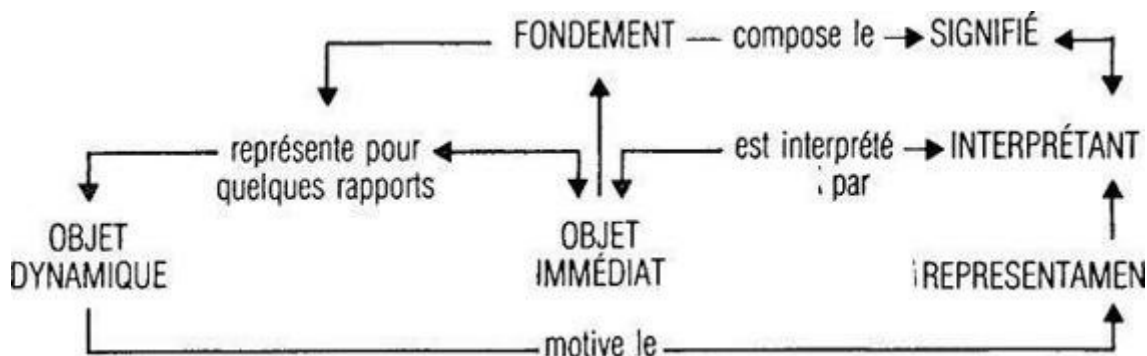 FONDEMENT compose le SIGNIFIÉ
représente pour est interprété INTERPRÉTANT
quelques rapports par
OBJET OBJET
DYNAMIQUE IMMÉDIAT REPRESENTAMEN
motive le